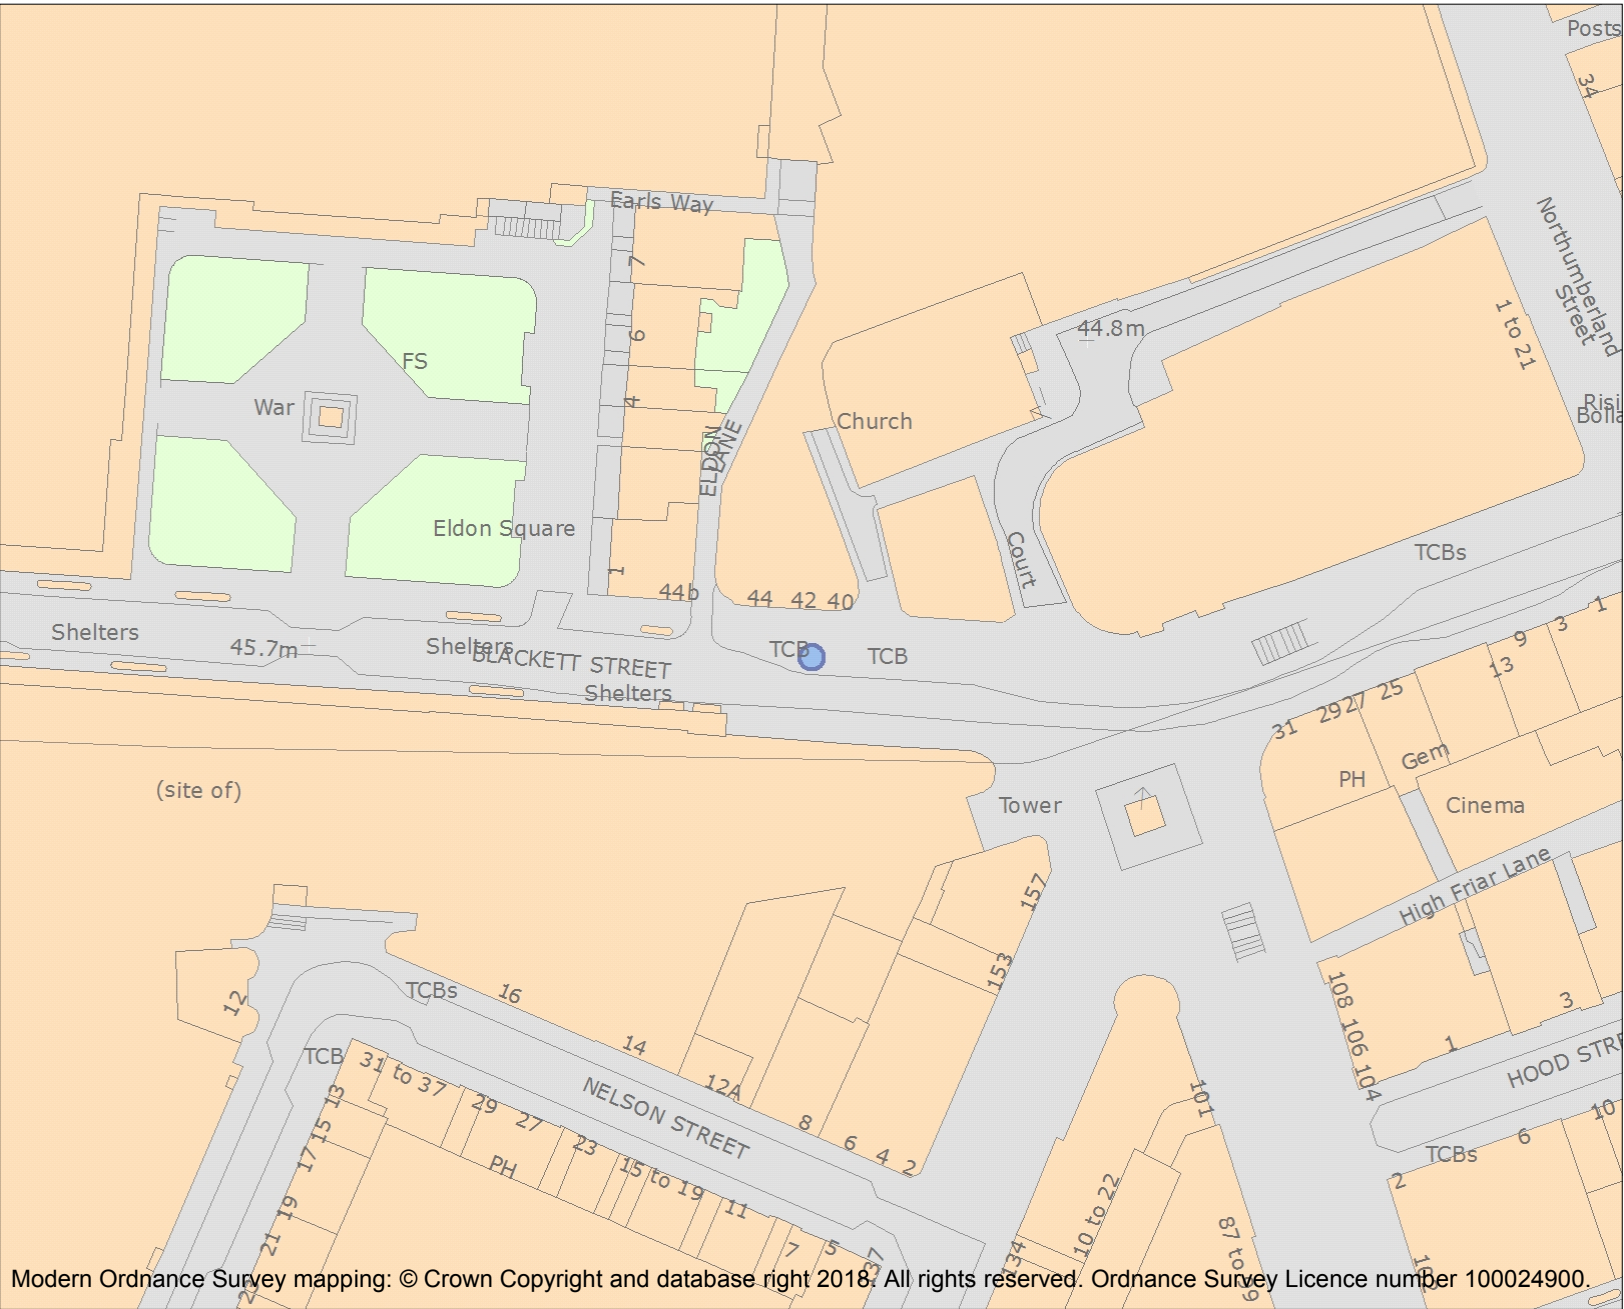 Posts
34
Earls Way
Northumberland
Street
7
6
4
1
44.8m
1 to 21
FS
War
Church
ELDON
LANE
Eldon Square
Court
TCBs
44b
44
42
40
1
3
9
13
Shelters
45.7m
Shelters
BLACKETT STREET
TCB
TCB
Shelters
31
29
27
25
Gem
PH
(site of)
Tower
Cinema
157
High Friar Lane
153
12
TCBs
16
108
106
104
3
1
TCB
14
31 to 37
12A
NELSON STREET
13
15
17
19
21
29
27
23
PH
15 to 19
11
8
6
4
2
101
10
6
TCBs
2
10 to 22
87 to 99
7
5
137
134
Modern Ordnance Survey mapping: © Crown Copyright and database right 2018. All rights reserved. Ordnance Survey Licence number 100024900.